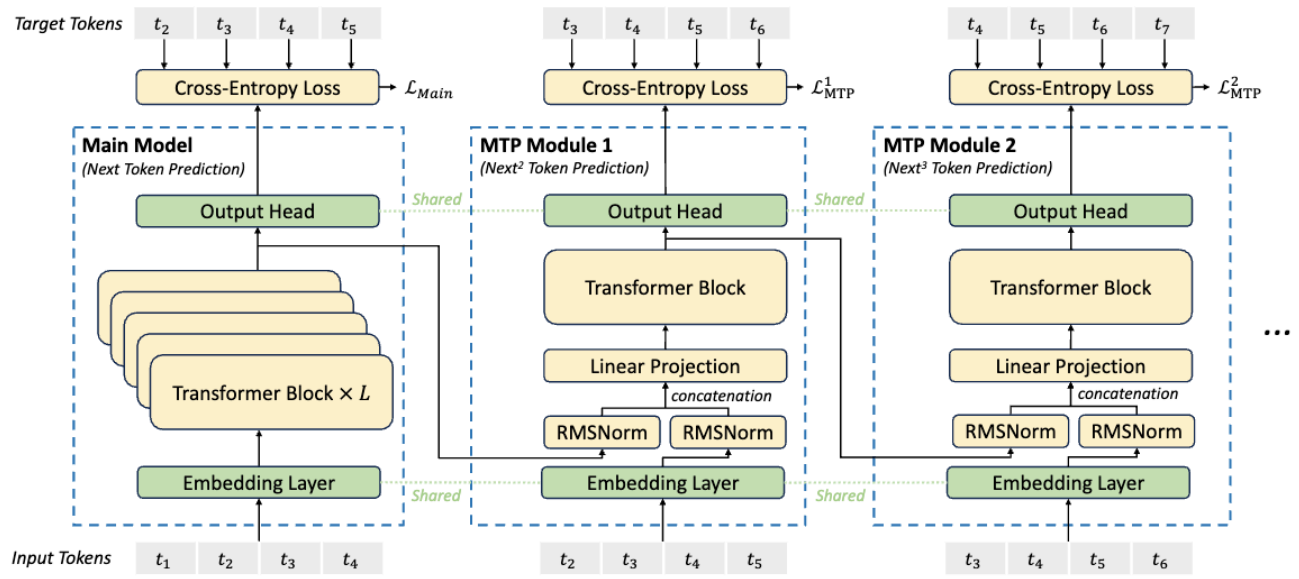 Target Tokens t₂ t₃ t₄ t₅ t₃ t₄ t₅ t₆ t₄ t₅ t₆ t₇
Cross-Entropy Loss ℒ_Main Cross-Entropy Loss ℒ¹_MTP Cross-Entropy Loss ℒ²_MTP
Main Model
(Next Token Prediction)
MTP Module 1
(Next² Token Prediction)
MTP Module 2
(Next³ Token Prediction)
Output Head Shared Output Head Shared Output Head
Transformer Block Transformer Block
...
Linear Projection Linear Projection
Transformer Block × L
concatenation concatenation
RMSNorm RMSNorm RMSNorm RMSNorm
Embedding Layer Shared Embedding Layer Shared Embedding Layer
Input Tokens t₁ t₂ t₃ t₄ t₂ t₃ t₄ t₅ t₃ t₄ t₅ t₆